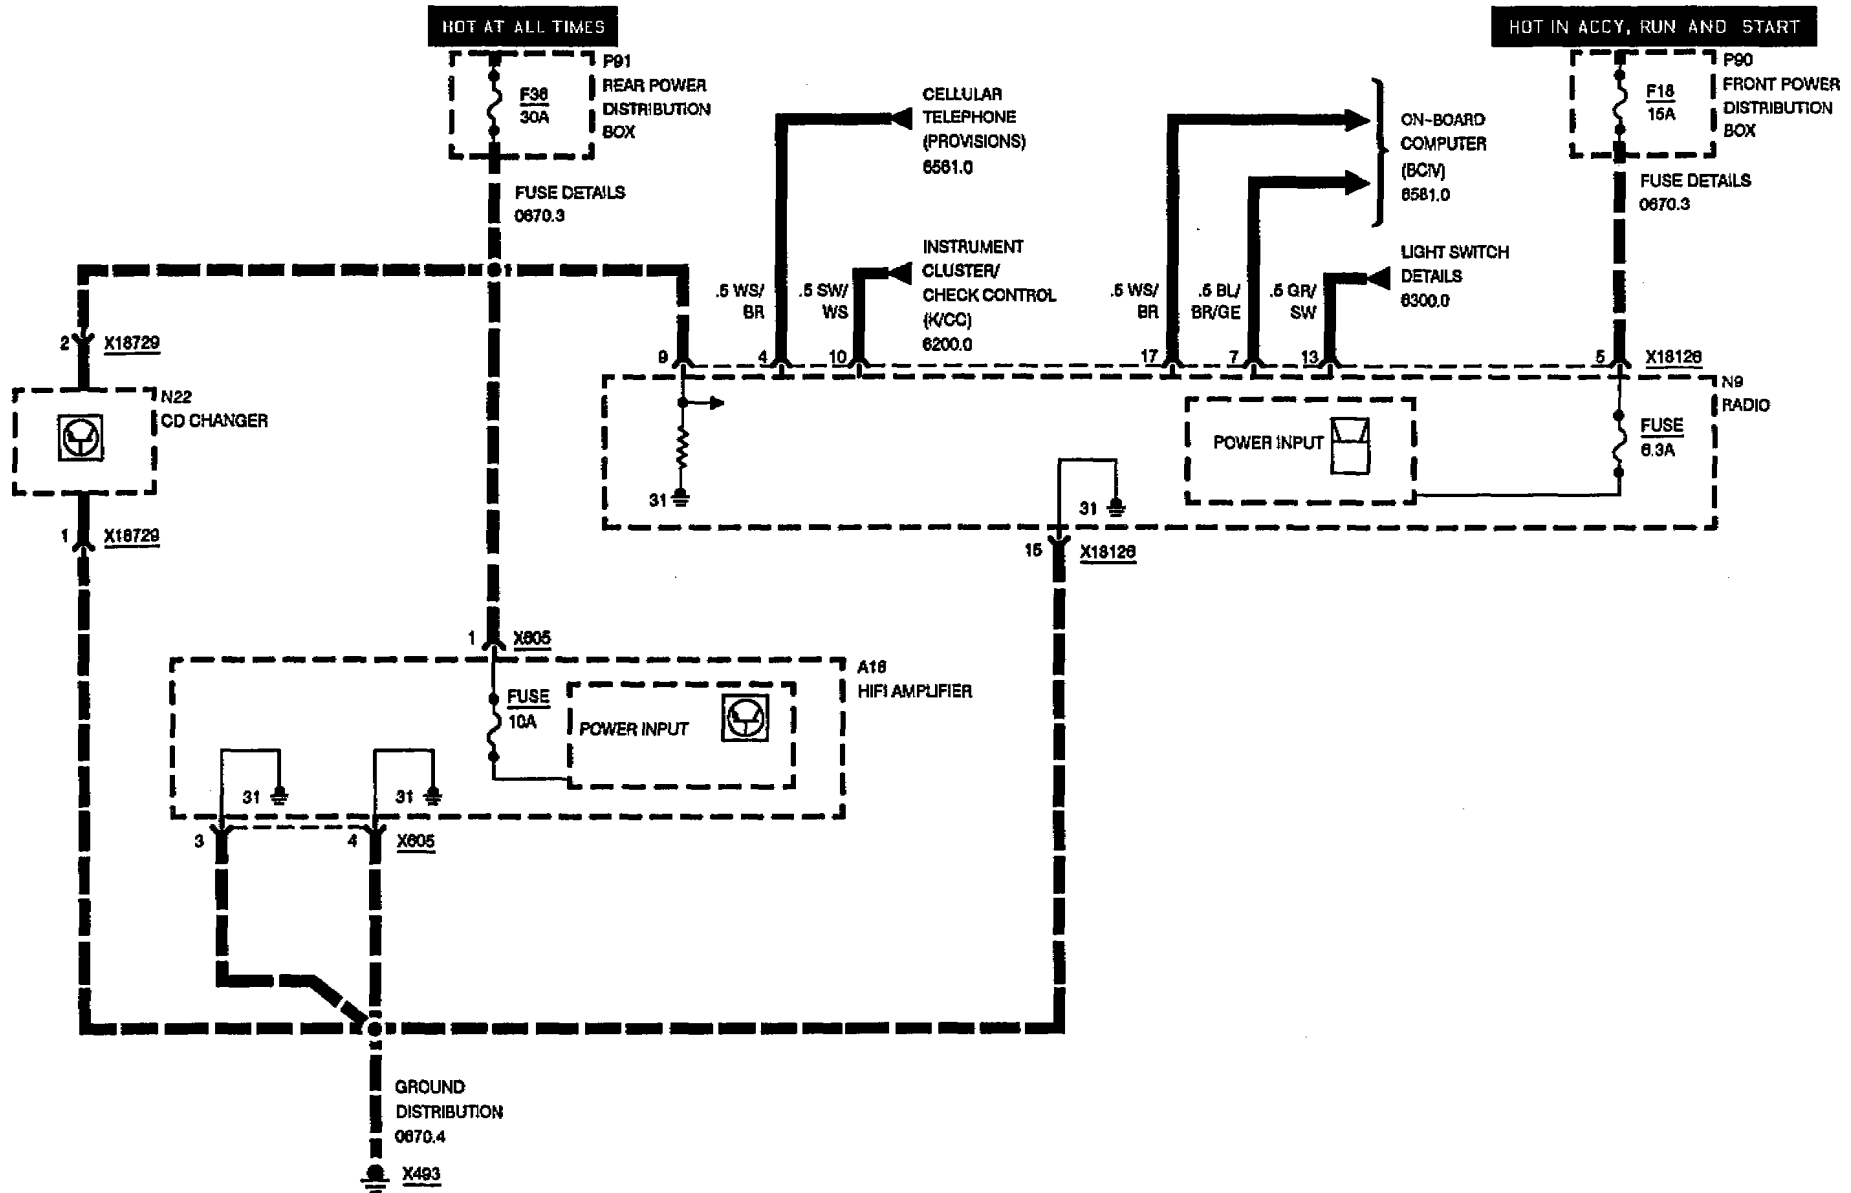 HOT AT ALL TIMES
HOT IN ACCY, RUN AND START
P91
REAR POWER
DISTRIBUTION
BOX
F36
30A
FUSE DETAILS
0670.3
CELLULAR
TELEPHONE
(PROVISIONS)
6561.0
INSTRUMENT
CLUSTER/
CHECK CONTROL
(K/CC)
6200.0
ON-BOARD
COMPUTER
(BCIV)
6581.0
LIGHT SWITCH
DETAILS
6300.0
P90
FRONT POWER
DISTRIBUTION
BOX
F18
15A
FUSE DETAILS
0670.3
.5 WS/
BR
.5 SW/
WS
.5 WS/
BR
.5 BL/
BR/GE
.5 GR/
SW
2
X18729
9
4
10
17
7
13
5
X18126
N22
CD CHANGER
N9
RADIO
POWER INPUT
FUSE
6.3A
31
31
1
X18729
15
X18126
1
X605
A16
HIFI AMPLIFIER
FUSE
10A
POWER INPUT
31
31
3
4
X605
GROUND
DISTRIBUTION
0670.4
X493